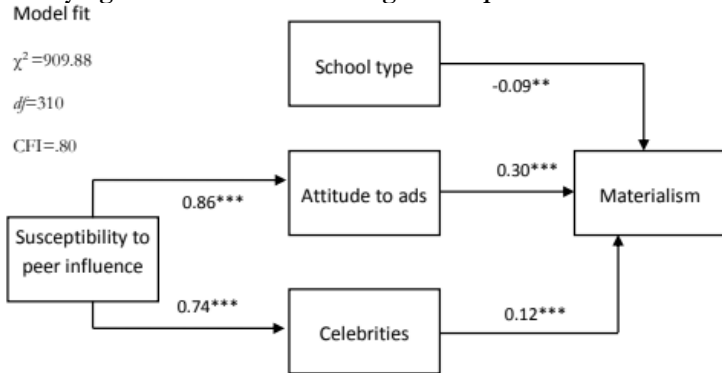 Model fit
χ² =909.88
df=310
CFI=.80
School type
-0.09**
Attitude to ads
0.86***
0.30***
Materialism
Susceptibility to
peer influence
0.74***
Celebrities
0.12***